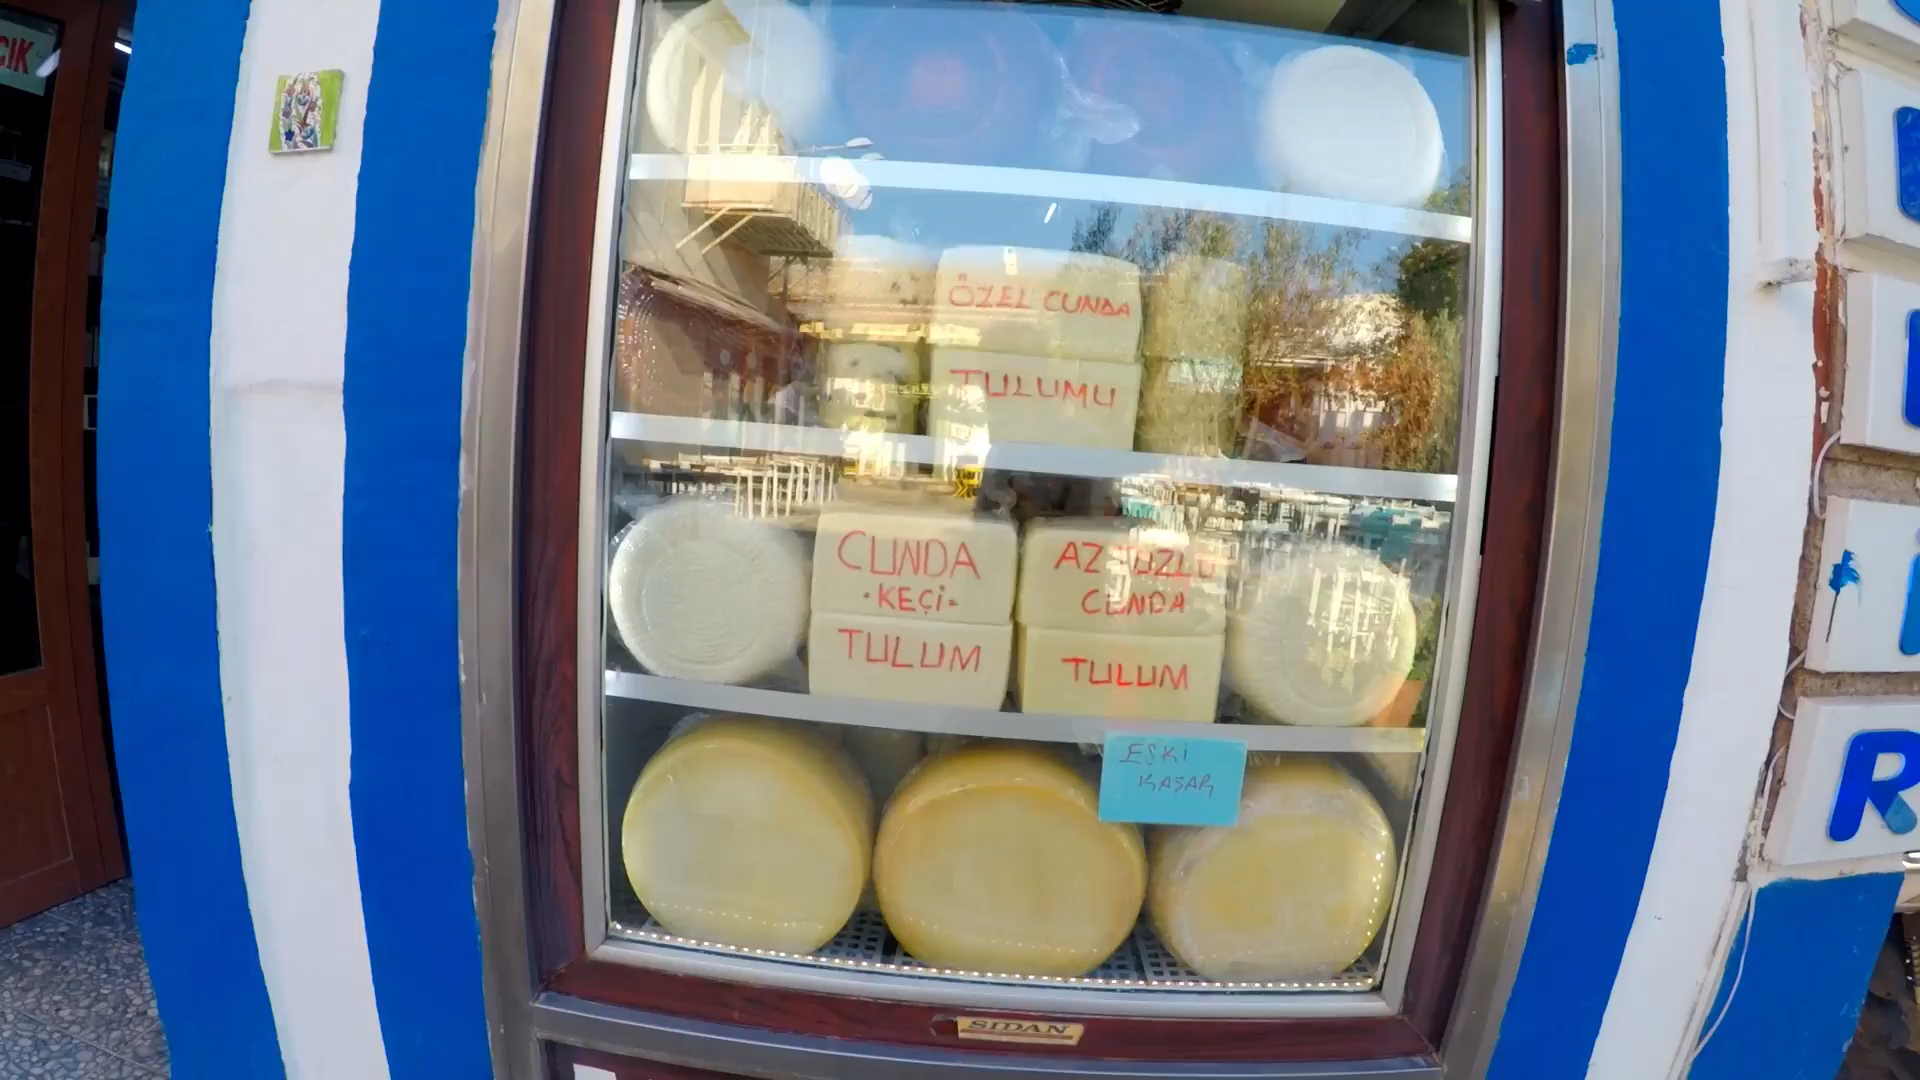 ÖZEL CUNDA
TULUMU
CUNDA
-KEÇİ-
TULUM
AZ TUZLU
CUNDA
TULUM
ESKİ
KAŞAR
SIDAN
R